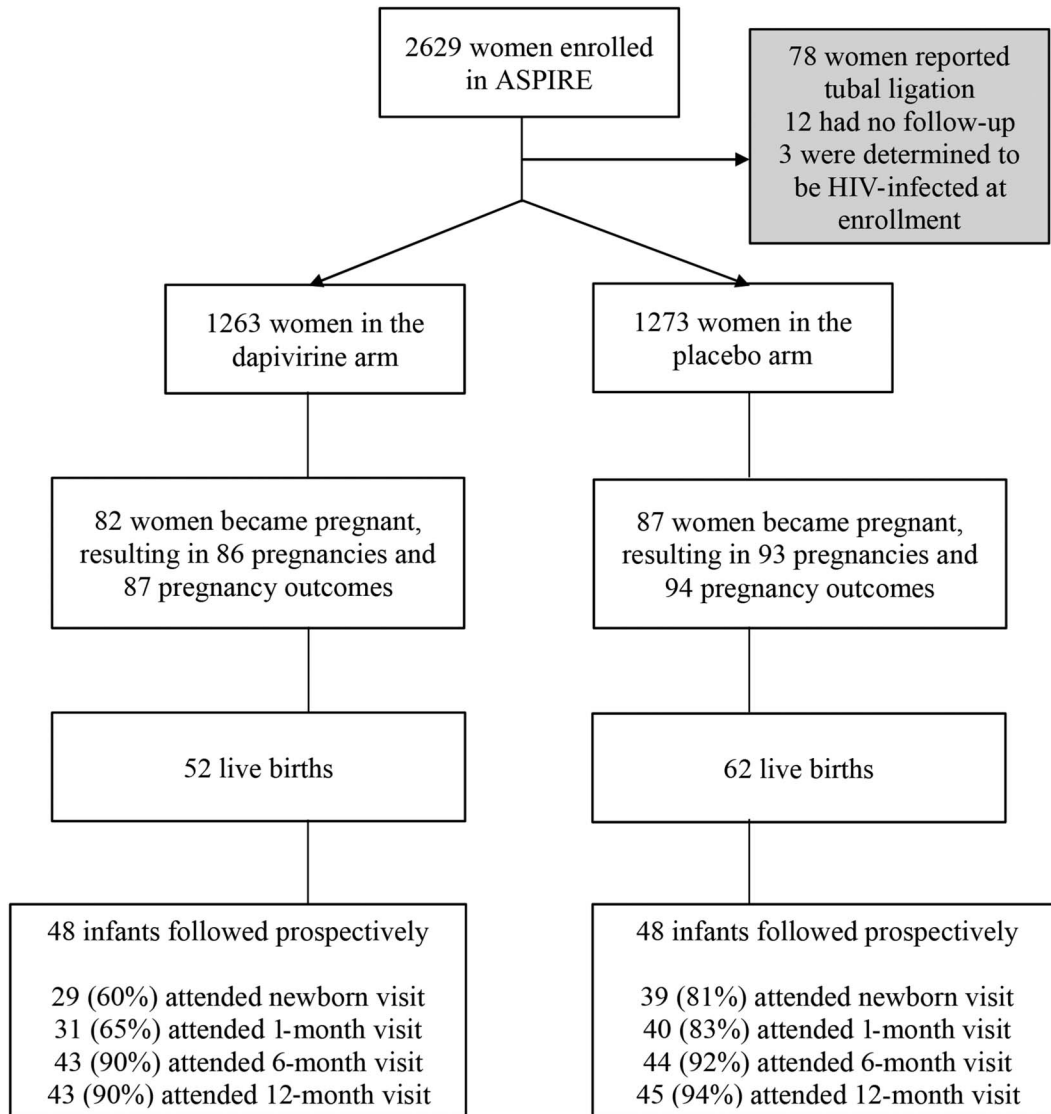 2629 women enrolled
in ASPIRE
78 women reported
tubal ligation
12 had no follow-up
3 were determined to
be HIV-infected at
enrollment
1263 women in the
dapivirine arm
1273 women in the
placebo arm
82 women became pregnant,
resulting in 86 pregnancies and
87 pregnancy outcomes
87 women became pregnant,
resulting in 93 pregnancies and
94 pregnancy outcomes
52 live births
62 live births
48 infants followed prospectively
29 (60%) attended newborn visit
31 (65%) attended 1-month visit
43 (90%) attended 6-month visit
43 (90%) attended 12-month visit
48 infants followed prospectively
39 (81%) attended newborn visit
40 (83%) attended 1-month visit
44 (92%) attended 6-month visit
45 (94%) attended 12-month visit